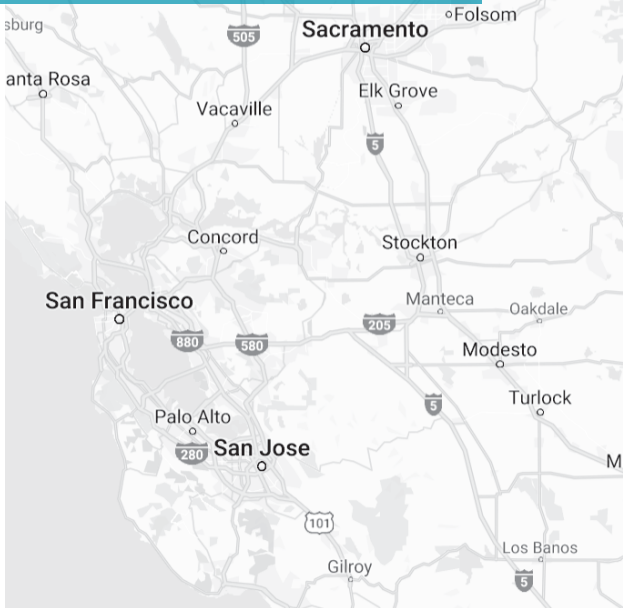 Folsom
sburg
Sacramento
505
anta Rosa
Elk Grove
Vacaville
5
Concord
Stockton
San Francisco
Manteca
Oakdale
205
880
580
Modesto
Turlock
5
Palo Alto
San Jose
280
M
101
Los Banos
Gilroy
5